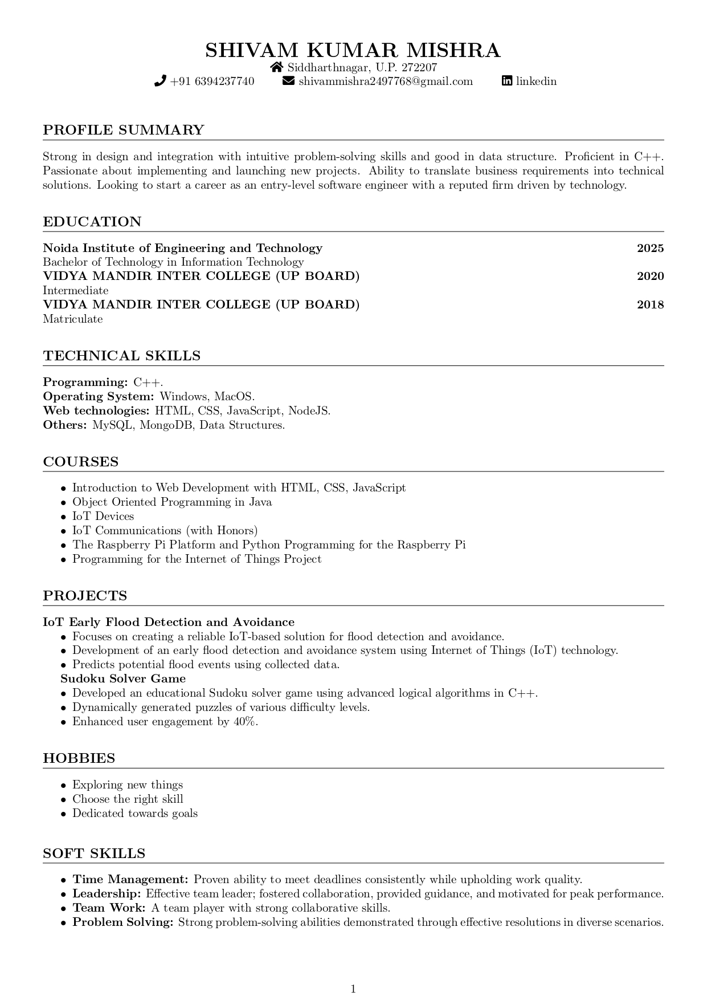 SHIVAM KUMAR MISHRA
Siddharthnagar, U.P. 272207
+91 6394237740 shivammishra2497768@gmail.com linkedin
PROFILE SUMMARY
Strong in design and integration with intuitive problem-solving skills and good in data structure. Proficient in C++.
Passionate about implementing and launching new projects. Ability to translate business requirements into technical
solutions. Looking to start a career as an entry-level software engineer with a reputed firm driven by technology.
EDUCATION
Noida Institute of Engineering and Technology 2025
Bachelor of Technology in Information Technology
VIDYA MANDIR INTER COLLEGE (UP BOARD) 2020
Intermediate
VIDYA MANDIR INTER COLLEGE (UP BOARD) 2018
Matriculate
TECHNICAL SKILLS
Programming: C++.
Operating System: Windows, MacOS.
Web technologies: HTML, CSS, JavaScript, NodeJS.
Others: MySQL, MongoDB, Data Structures.
COURSES
• Introduction to Web Development with HTML, CSS, JavaScript
• Object Oriented Programming in Java
• IoT Devices
• IoT Communications (with Honors)
• The Raspberry Pi Platform and Python Programming for the Raspberry Pi
• Programming for the Internet of Things Project
PROJECTS
IoT Early Flood Detection and Avoidance
• Focuses on creating a reliable IoT-based solution for flood detection and avoidance.
• Development of an early flood detection and avoidance system using Internet of Things (IoT) technology.
• Predicts potential flood events using collected data.
Sudoku Solver Game
• Developed an educational Sudoku solver game using advanced logical algorithms in C++.
• Dynamically generated puzzles of various difficulty levels.
• Enhanced user engagement by 40%.
HOBBIES
• Exploring new things
• Choose the right skill
• Dedicated towards goals
SOFT SKILLS
• Time Management: Proven ability to meet deadlines consistently while upholding work quality.
• Leadership: Effective team leader; fostered collaboration, provided guidance, and motivated for peak performance.
• Team Work: A team player with strong collaborative skills.
• Problem Solving: Strong problem-solving abilities demonstrated through effective resolutions in diverse scenarios.
1